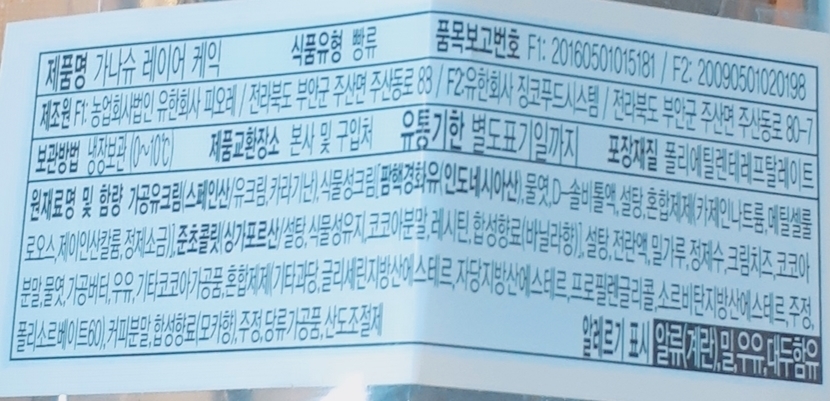 제품명 가나슈 레이어 케익 식품유형 빵류 품목보고번호 F1: 20160501015181 / F2: 20090501020198
제조원 F1: 농업회사법인 유한회사 피오레 / 전라북도 부안군 주산면 주산동로 83 / F2:유한회사 징코푸드시스템 / 전라북도 부안군 주산면 주산동로 80-7
보관방법 냉장보관 (0~10℃) 제품교환장소 본사 및 구입처 유통기한 별도표기일까지 포장재질 폴리에틸렌테레프탈레이트
원재료명 및 함량 가공유크림(스페인산/유크림,카라기난),식물성크림[팜핵경화유(인도네시아산),물엿,D-솔비톨액,설탕,혼합제제(카제인나트륨,메틸셀룰
로오스,제이인산칼륨,정제소금)],준초콜릿(싱가포르산/설탕,식물성유지,코코아분말,레시틴,합성향료(바닐라향)],설탕,전란액,밀가루,정제수,크림치즈,코코아
분말,물엿,가공버터,우유,기타코코아가공품,혼합제제(기타과당,글리세린지방산에스테르,자당지방산에스테르,프로필렌글리콜,소르비탄지방산에스테르,주정,
폴리소르베이트60),커피분말,합성향료(모카향),주정,당류가공품,산도조절제
알레르기 표시 알류(계란),밀,우유,대두함유